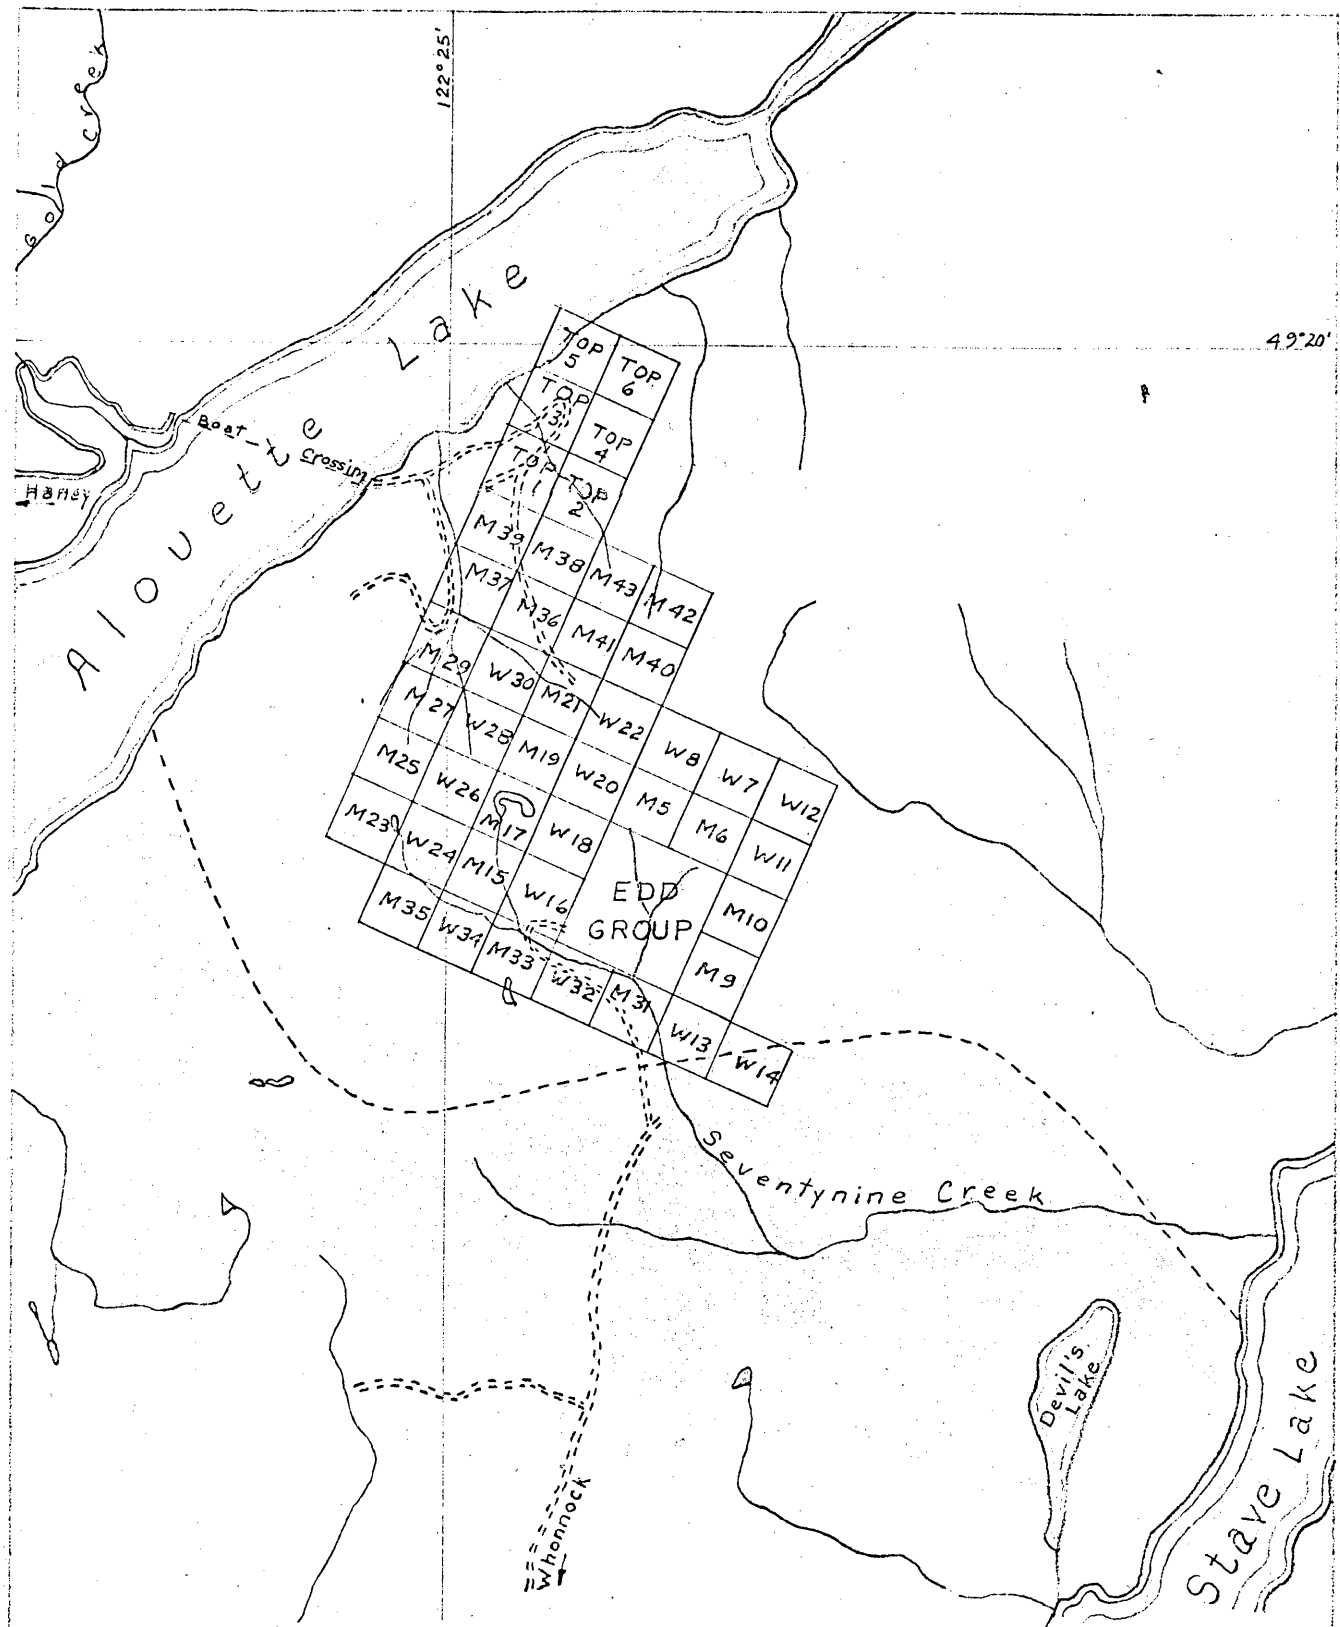 Gold Creek
122° 25'
49°20'
Alouette Lake
Boat Crossing
Haney
TOP 5
TOP 6
TOP 3
TOP 4
TOP 1
TOP 2
M39
M38
M43
M42
M37
M36
M41
M40
M29
W30
M21
W22
W8
W7
W12
M27
W28
M19
W20
M5
M6
W11
M25
W26
M17
W18
M10
M23
W24
M15
W16
EDD
GROUP
M9
M35
W34
M33
W32
M31
W13
W14
Seventynine Creek
Devil's
Lake
Stave Lake
Whonnock